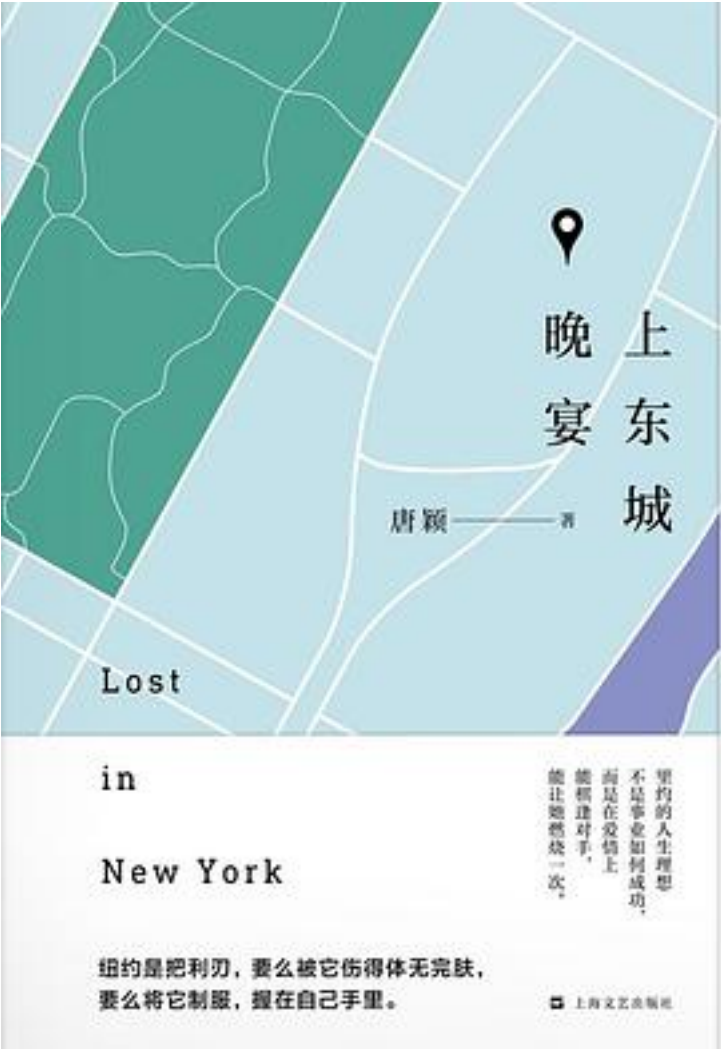 上东城
晚宴
唐颖
著
Lost
in
New York
里约的人生理想
不是事业如何成功，
而是在爱情上
能棋逢对手，
能让她燃烧一次。
纽约是把利刃，要么被它伤得体无完肤，
要么将它制服，握在自己手里。
上海文艺出版社